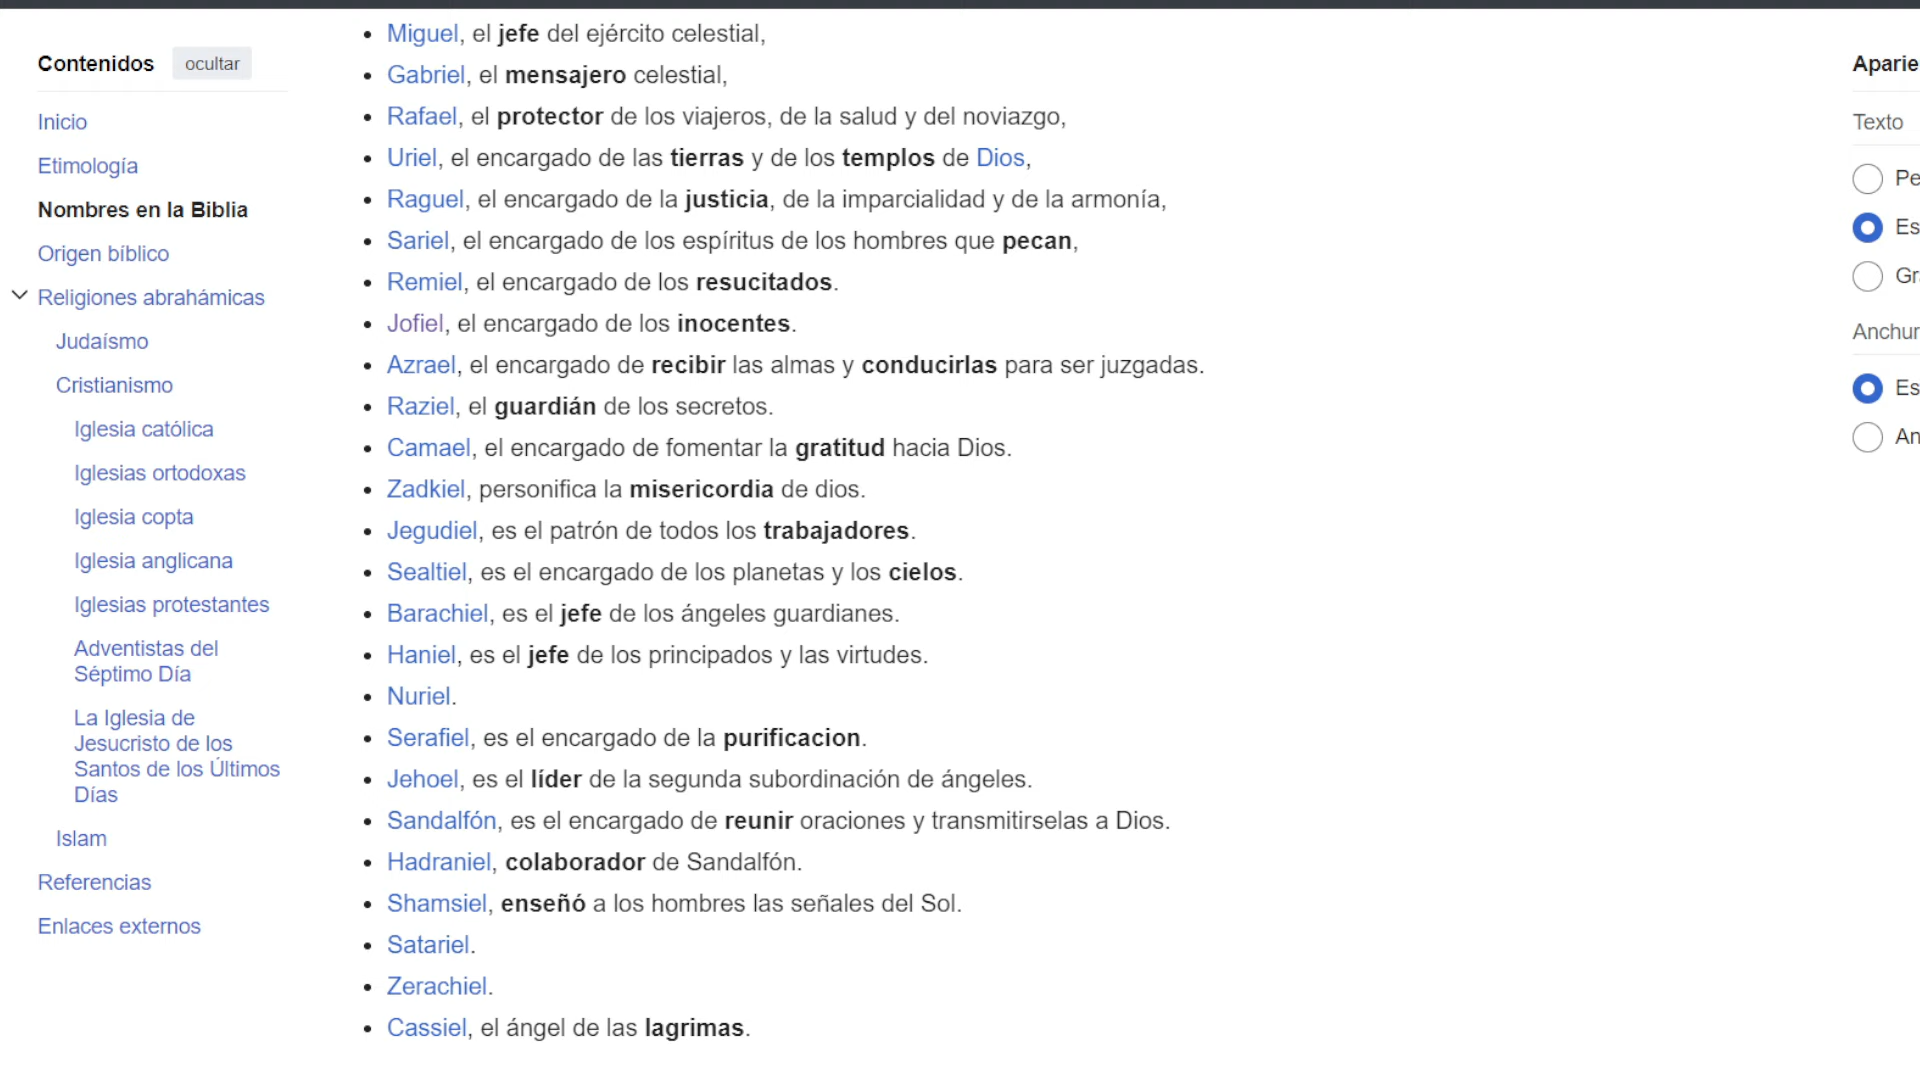 Contenidos ocultar
Inicio
Etimología
Nombres en la Biblia
Origen bíblico
Religiones abrahámicas
Judaísmo
Cristianismo
Iglesia católica
Iglesias ortodoxas
Iglesia copta
Iglesia anglicana
Iglesias protestantes
Adventistas del
Séptimo Día
La Iglesia de
Jesucristo de los
Santos de los Últimos
Días
Islam
Referencias
Enlaces externos
• Miguel, el jefe del ejército celestial,
• Gabriel, el mensajero celestial,
• Rafael, el protector de los viajeros, de la salud y del noviazgo,
• Uriel, el encargado de las tierras y de los templos de Dios,
• Raguel, el encargado de la justicia, de la imparcialidad y de la armonía,
• Sariel, el encargado de los espíritus de los hombres que pecan,
• Remiel, el encargado de los resucitados.
• Jofiel, el encargado de los inocentes.
• Azrael, el encargado de recibir las almas y conducirlas para ser juzgadas.
• Raziel, el guardián de los secretos.
• Camael, el encargado de fomentar la gratitud hacia Dios.
• Zadkiel, personifica la misericordia de dios.
• Jegudiel, es el patrón de todos los trabajadores.
• Sealtiel, es el encargado de los planetas y los cielos.
• Barachiel, es el jefe de los ángeles guardianes.
• Haniel, es el jefe de los principados y las virtudes.
• Nuriel.
• Serafiel, es el encargado de la purificacion.
• Jehoel, es el líder de la segunda subordinación de ángeles.
• Sandalfón, es el encargado de reunir oraciones y transmitirselas a Dios.
• Hadraniel, colaborador de Sandalfón.
• Shamsiel, enseñó a los hombres las señales del Sol.
• Satariel.
• Zerachiel.
• Cassiel, el ángel de las lagrimas.
Aparie
Texto
Pe
Es
Gra
Anchur
Es
An